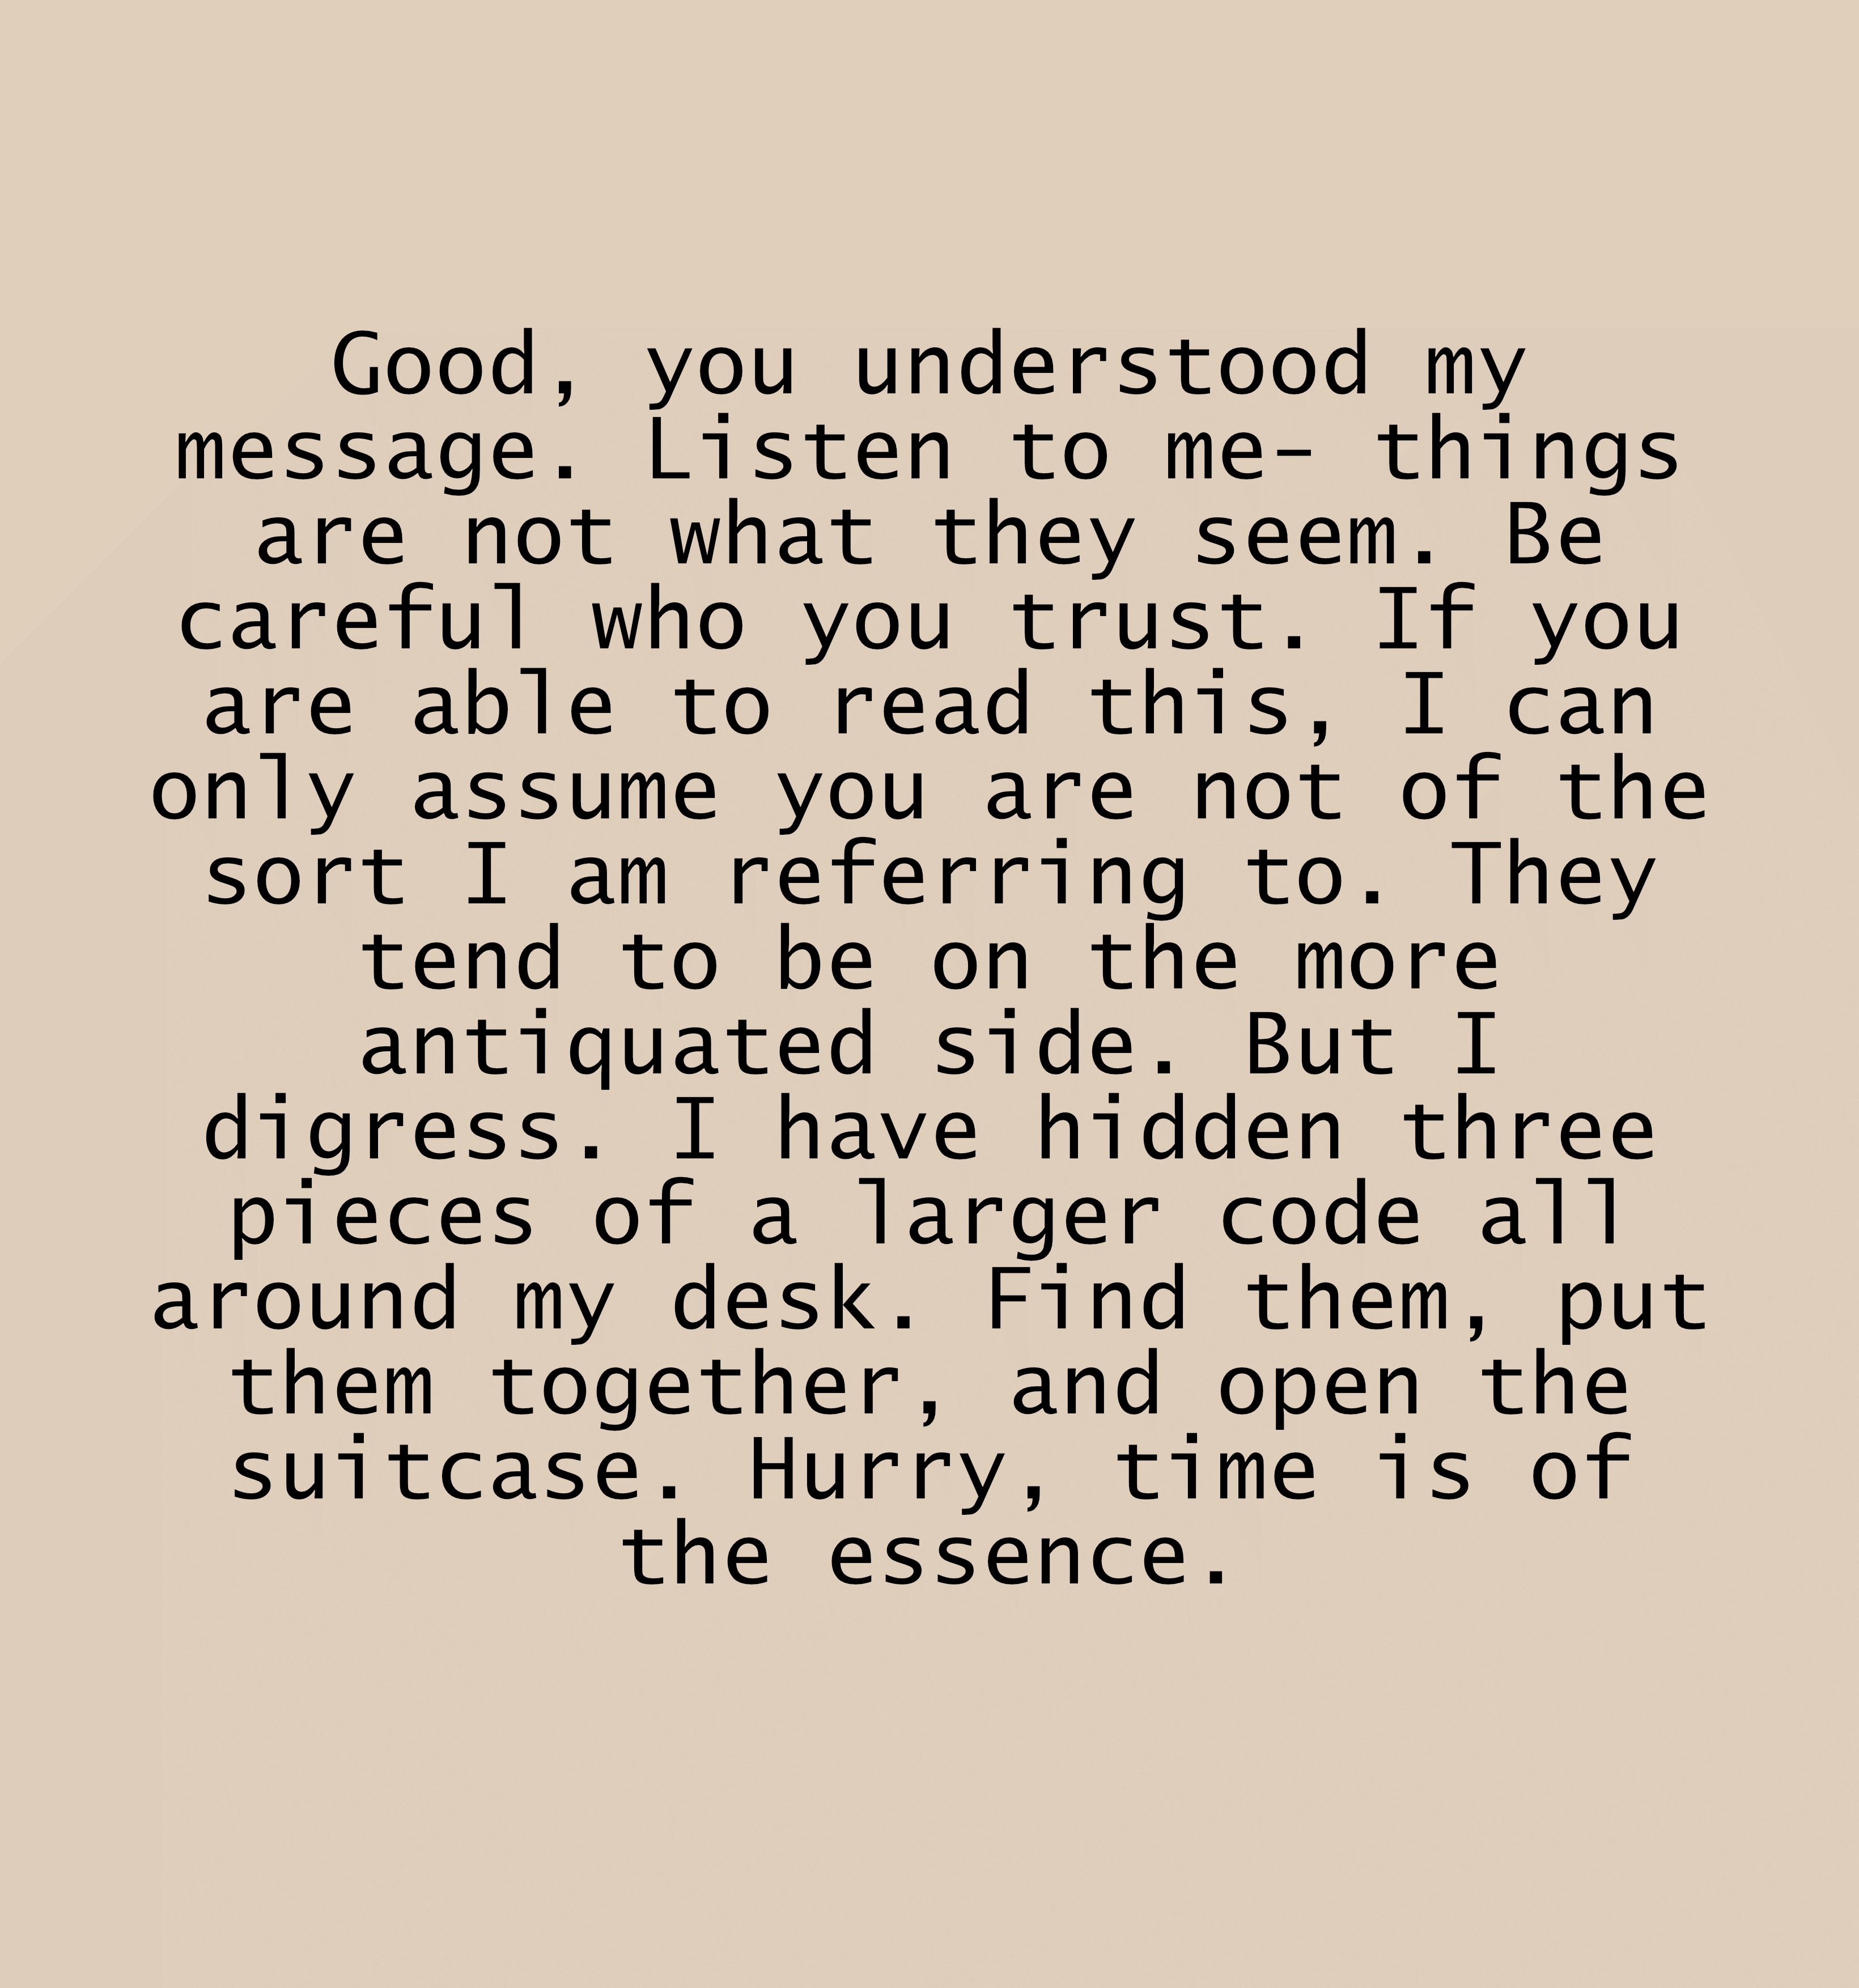 Good, you understood my
message. Listen to me- things
are not what they seem. Be
careful who you trust. If you
are able to read this, I can
only assume you are not of the
sort I am referring to. They
tend to be on the more
antiquated side. But I
digress. I have hidden three
pieces of a larger code all
around my desk. Find them, put
them together, and open the
suitcase. Hurry, time is of
the essence.